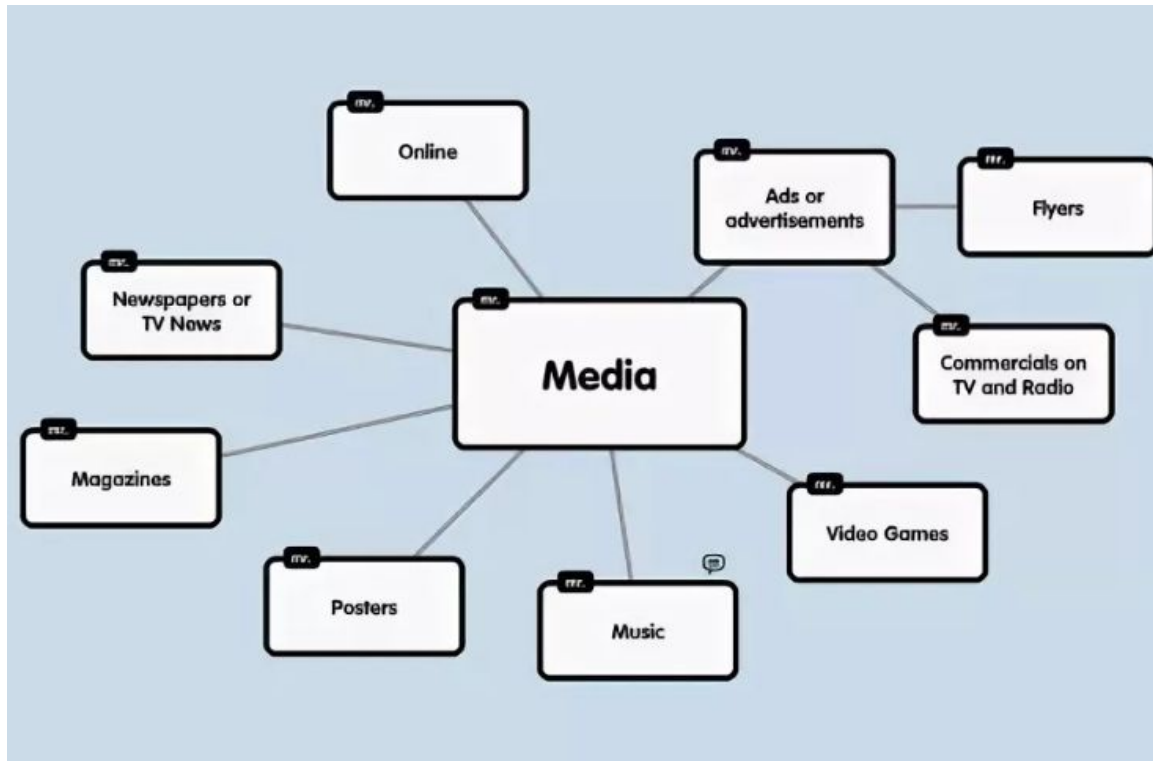 Online
Ads or
advertisements
Flyers
Newspapers or
TV News
Media
Commercials on
TV and Radio
Magazines
Video Games
Posters
Music